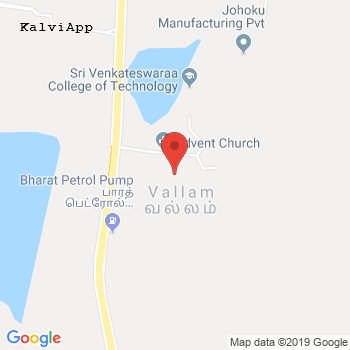 Johoku
Manufacturing Pvt
KalviApp
Sri Venkateswaraa
College of Technology
dvent Church
Bharat Petrol Pump
பாரத்
பெட்ரோல்...
Vallam
வல்லம்
Google
Map data ©2019 Google